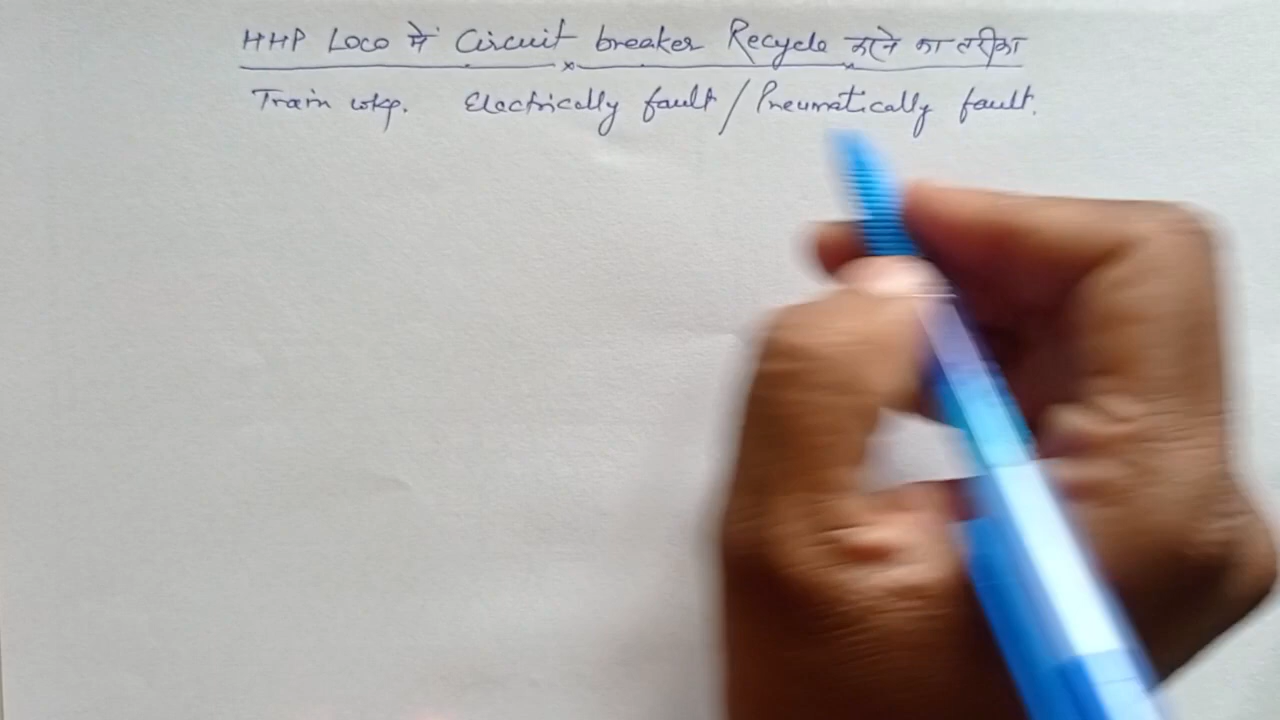 HHP Loco में Circuit breaker Recycle करने का तरीका
Train wkg. Electrically fault / Pneumatically fault.